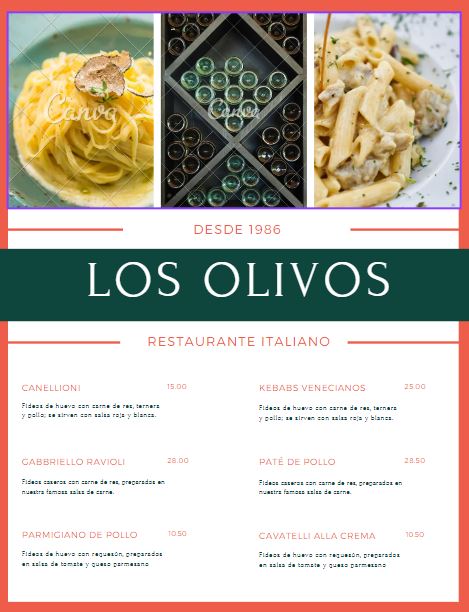 Canva
Canva
DESDE 1986
LOS OLIVOS
RESTAURANTE ITALIANO
CANELLIONI 15.00
Fideos de huevo con carne de res, ternera
y pollo; se sirven con salsa roja y blanca.
GABBRIELLO RAVIOLI 28.00
Fideos caseros con carne de res, preparados en
nuestra famosa salsa de carne.
PARMIGIANO DE POLLO 10.50
Fideos de huevo con requesón, preparados
en salsa de tomate y queso parmesano
KEBABS VENECIANOS 25.00
Fideos de huevo con carne de res, ternera
y pollo; se sirven con salsa roja y blanca.
PATÉ DE POLLO 28.50
Fideos caseros con carne de res, preparados en
nuestra famosa salsa de carne.
CAVATELLI ALLA CREMA 10.50
Fideos de huevo con requesón, preparados
en salsa de tomate y queso parmesano